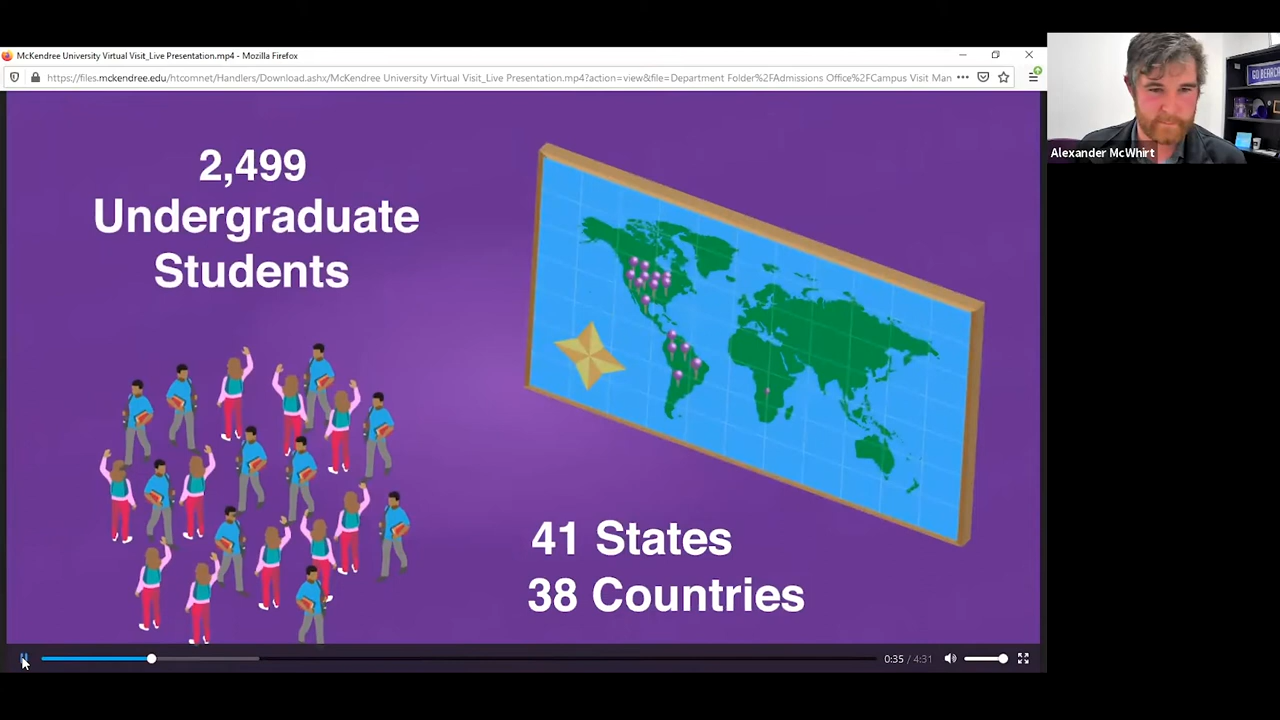 McKendree University Virtual Visit_Live Presentation.mp4 - Mozilla Firefox
https://files.mckendree.edu/htcomnet/Handlers/Download.ashx/McKendree University Virtual Visit_Live Presentation.mp4?action=view&file=Department Folder%2FAdmissions Office%2FCampus Visit Man
2,499
Undergraduate
Students
41 States
38 Countries
0:35 / 4:31
GO BEARCA
Alexander McWhirt